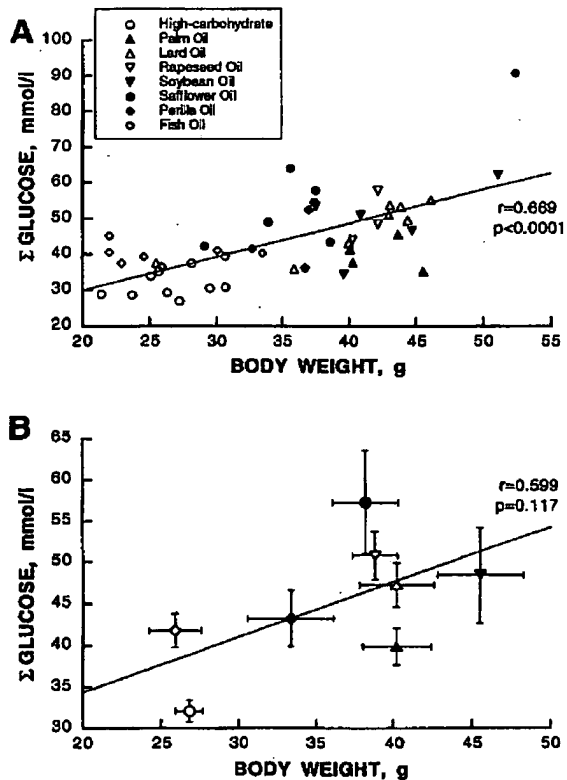 A
High-carbohydrate
Palm Oil
Lard Oil
Rapeseed Oil
Soybean Oil
Safflower Oil
Perilla Oil
Fish Oil
100
90
80
70
60
50
40
30
20
Σ GLUCOSE, mmol/l
r=0.669
p<0.0001
20 25 30 35 40 45 50 55
BODY WEIGHT, g
B
65
60
55
50
45
40
35
30
Σ GLUCOSE, mmol/l
r=0.599
p=0.117
20 30 35 40 45 50
BODY WEIGHT, g